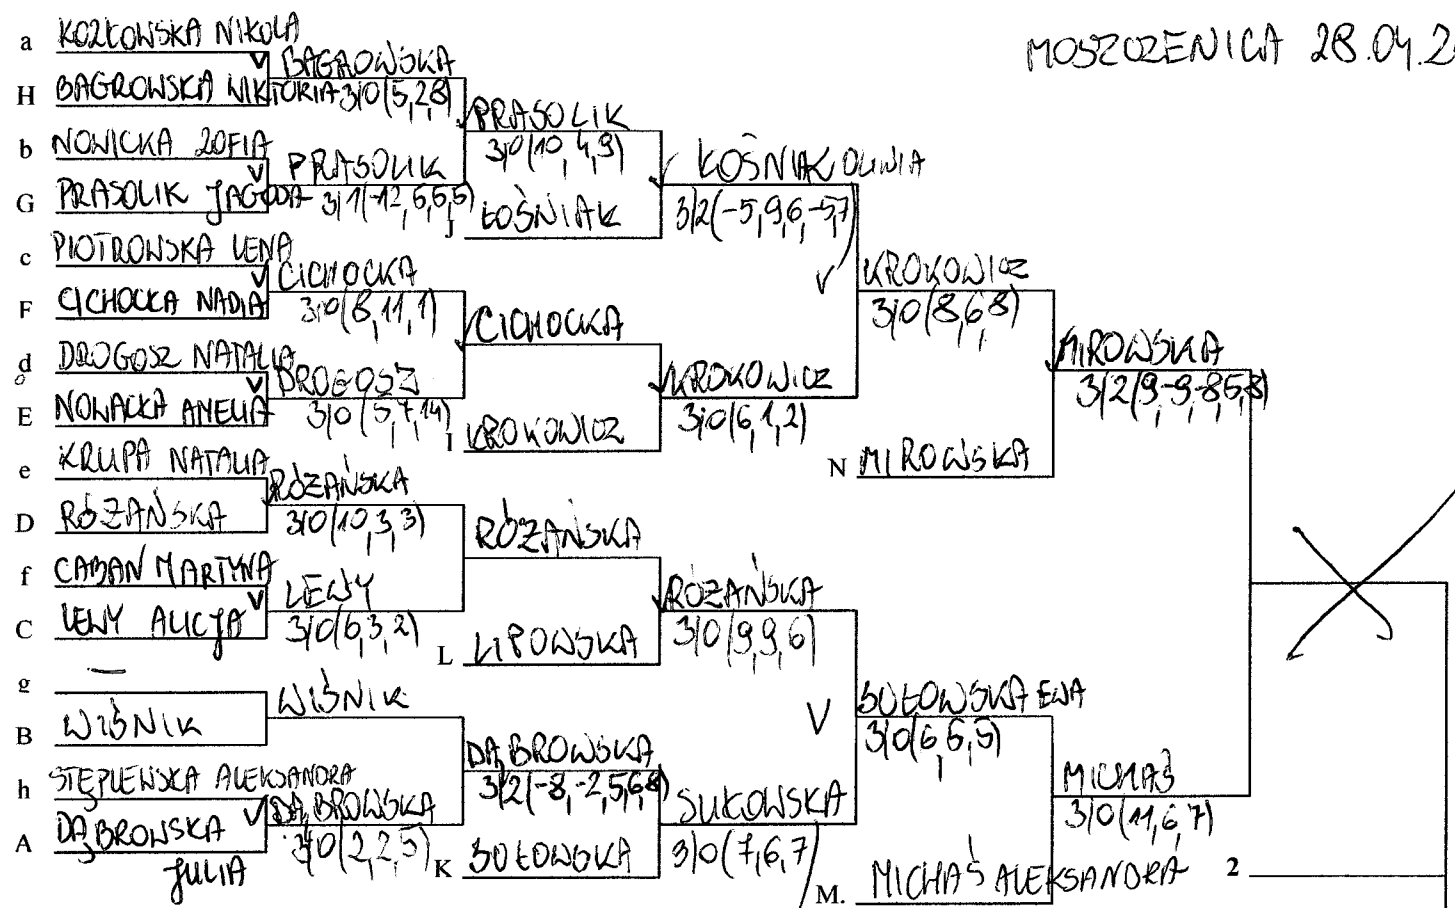 MOSZCZENICA 28.04.2
a KOZŁOWSKA NIKOLA
BAGROWSKA
H BAGROWSKA WIKTORIA 3:0 (5,2,8)
PRASOLIK
3:0 (10,4,9)
b NOWICKA ZOFIA
PRASOLIK
G PRASOLIK JAGODA 3:1 (-12,6,6,5)
J ŁOŚNIAK
KOŚNIAK OLIWIA
3:2 (-5,9,6,-5,7)
c PIOTROWSKA LENA
CICHOCKA
F CICHOCKA NADIA 3:0 (8,11,1)
KROKOWICZ
3:0 (8,6,8)
CICHOCKA
d DROGOSZ NATALIA
DROGOSZ
E NOWACKA AMELIA 3:0 (5,7,14)
I KROKOWICZ
KROKOWICZ
3:0 (6,1,2)
MIROWSKA
3:2 (9,-9,-8,5,8)
N MIROWSKA
e KRUPA NATALIA
RÓŻAŃSKA
D RÓŻAŃSKA 3:0 (10,3,3)
RÓŻAŃSKA
f CABAN MARTYNA
LEWY
C LEWY ALICJA 3:0 (6,3,2)
L LIPOWSKA
RÓŻAŃSKA
3:0 (9,9,6)
g —
WIŚNIK
B WIŚNIK
SUŁOWSKA EWA
3:0 (6,6,5)
DĄBROWSKA
3:2 (-8,-2,5,6,8)
h STĘPLEWSKA ALEKSANDRA
DĄBROWSKA
A DĄBROWSKA JULIA 3:0 (2,2,5)
K SUŁOWSKA
SUŁOWSKA
3:0 (7,6,7)
MICHAŚ
3:0 (11,6,7)
M. MICHAŚ ALEKSANDRA
2